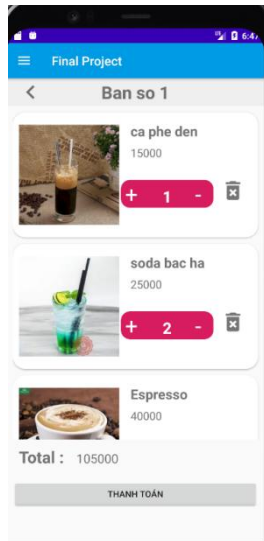 6:47
Final Project
Ban so 1
ca phe den
15000
+ 1 -
soda bac ha
25000
+ 2 -
Espresso
40000
Total : 105000
THANH TOÁN